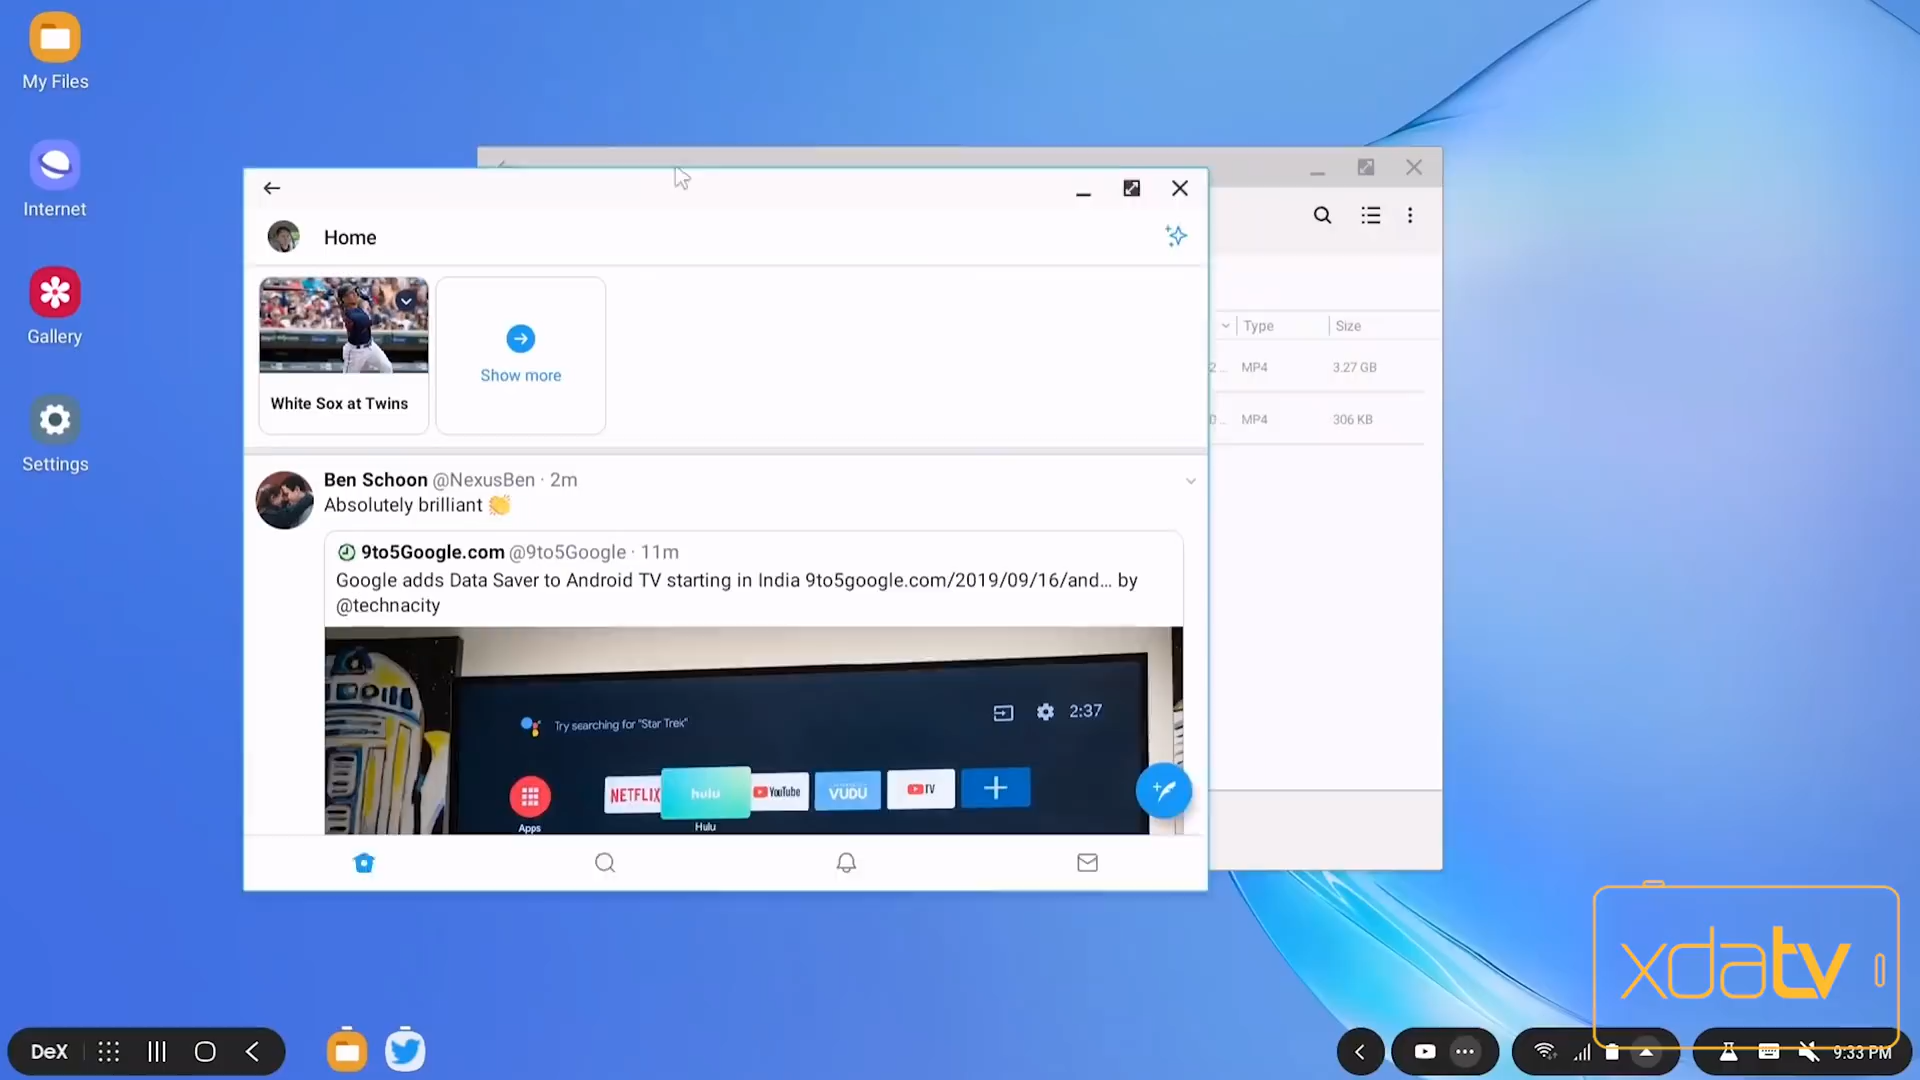 My Files
Internet
Gallery
Settings
Home
White Sox at Twins
Show more
Ben Schoon @NexusBen · 2m
Absolutely brilliant 👏
9to5Google.com @9to5Google · 11m
Google adds Data Saver to Android TV starting in India 9to5google.com/2019/09/16/and... by
@technacity
Try searching for "Star Trek"
2:37
NETFLIX
hulu
YouTube
VUDU
TV
Apps
Hulu
Type
Size
2...
MP4
3.27 GB
0...
MP4
306 KB
xdatv
DeX
9:33 PM